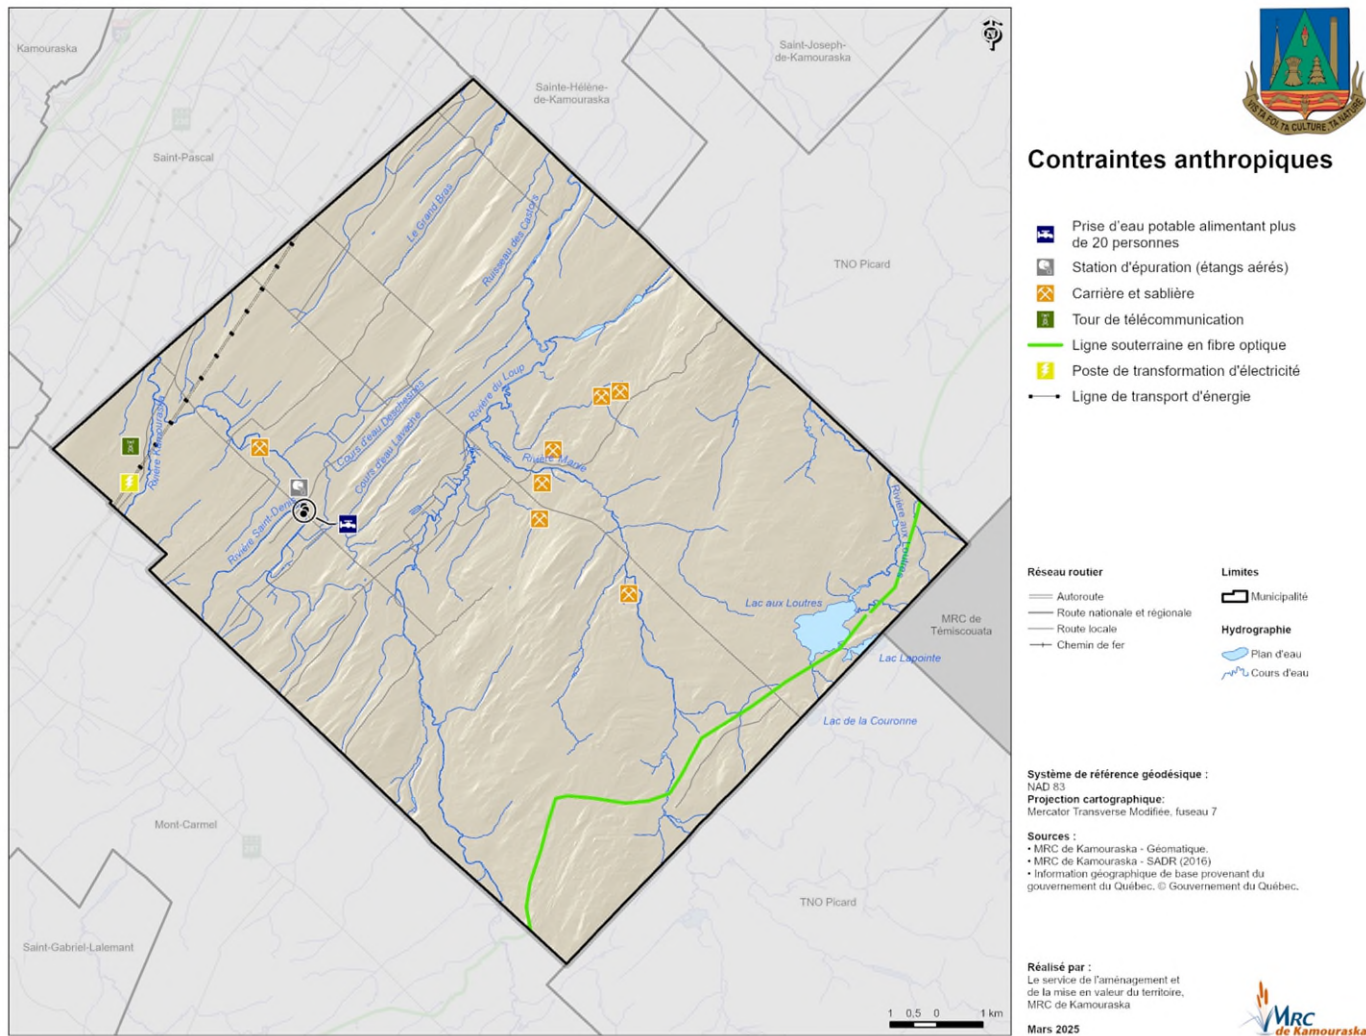 Kamouraska
Saint-Joseph-
de-Kamouraska
Sainte-Hélène-
de-Kamouraska
Saint-Pascal
TNO Picard
Le Grand Bras
Ruisseau des Castors
Rivière Kamouraska
Rivière du Loup
Cours d'eau Deschesnes
Cours d'eau Lavache
Rivière Manie
Rivière Saint-Denis
Rivière aux Loutres
Lac aux Loutres
MRC de
Témiscouata
Lac Lapointe
Lac de la Couronne
Mont-Carmel
TNO Picard
Saint-Gabriel-Lalemant
1 0,5 0 1 km
N
VIS TA FOI, TA CULTURE, TA NATURE
Contraintes anthropiques
Prise d'eau potable alimentant plus
de 20 personnes
Station d'épuration (étangs aérés)
Carrière et sablière
Tour de télécommunication
Ligne souterraine en fibre optique
Poste de transformation d'électricité
Ligne de transport d'énergie
Réseau routier
Autoroute
Route nationale et régionale
Route locale
Chemin de fer
Limites
Municipalité
Hydrographie
Plan d'eau
Cours d'eau
Système de référence géodésique :
NAD 83
Projection cartographique:
Mercator Transverse Modifiée, fuseau 7
Sources :
• MRC de Kamouraska - Géomatique.
• MRC de Kamouraska - SADR (2016)
• Information géographique de base provenant du
gouvernement du Québec. © Gouvernement du Québec.
Réalisé par :
Le service de l'aménagement et
de la mise en valeur du territoire,
MRC de Kamouraska
Mars 2025
MRC
de Kamouraska